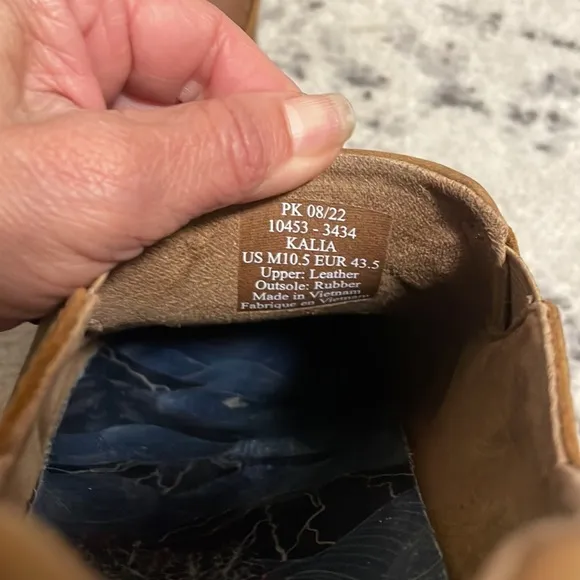 PK 08/22
10453 - 3434
KALIA
US M10.5 EUR 43.5
Upper: Leather
Outsole: Rubber
Made in Vietnam
Fabrique en Vietnam